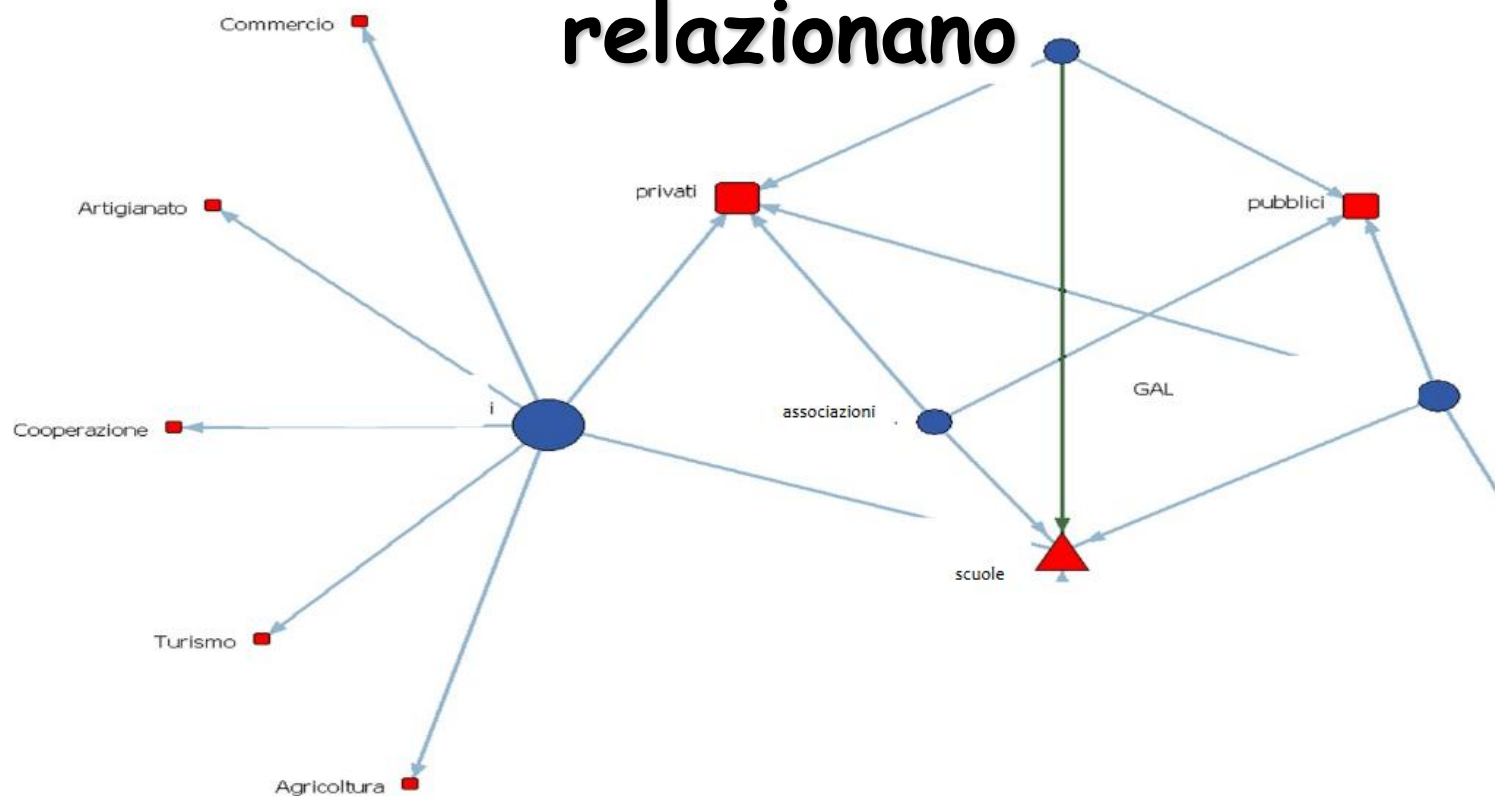 relazionano
Commercio
privati
pubblici
Artigianato
GAL
i
associazioni
Cooperazione
scuole
Turismo
Agricoltura